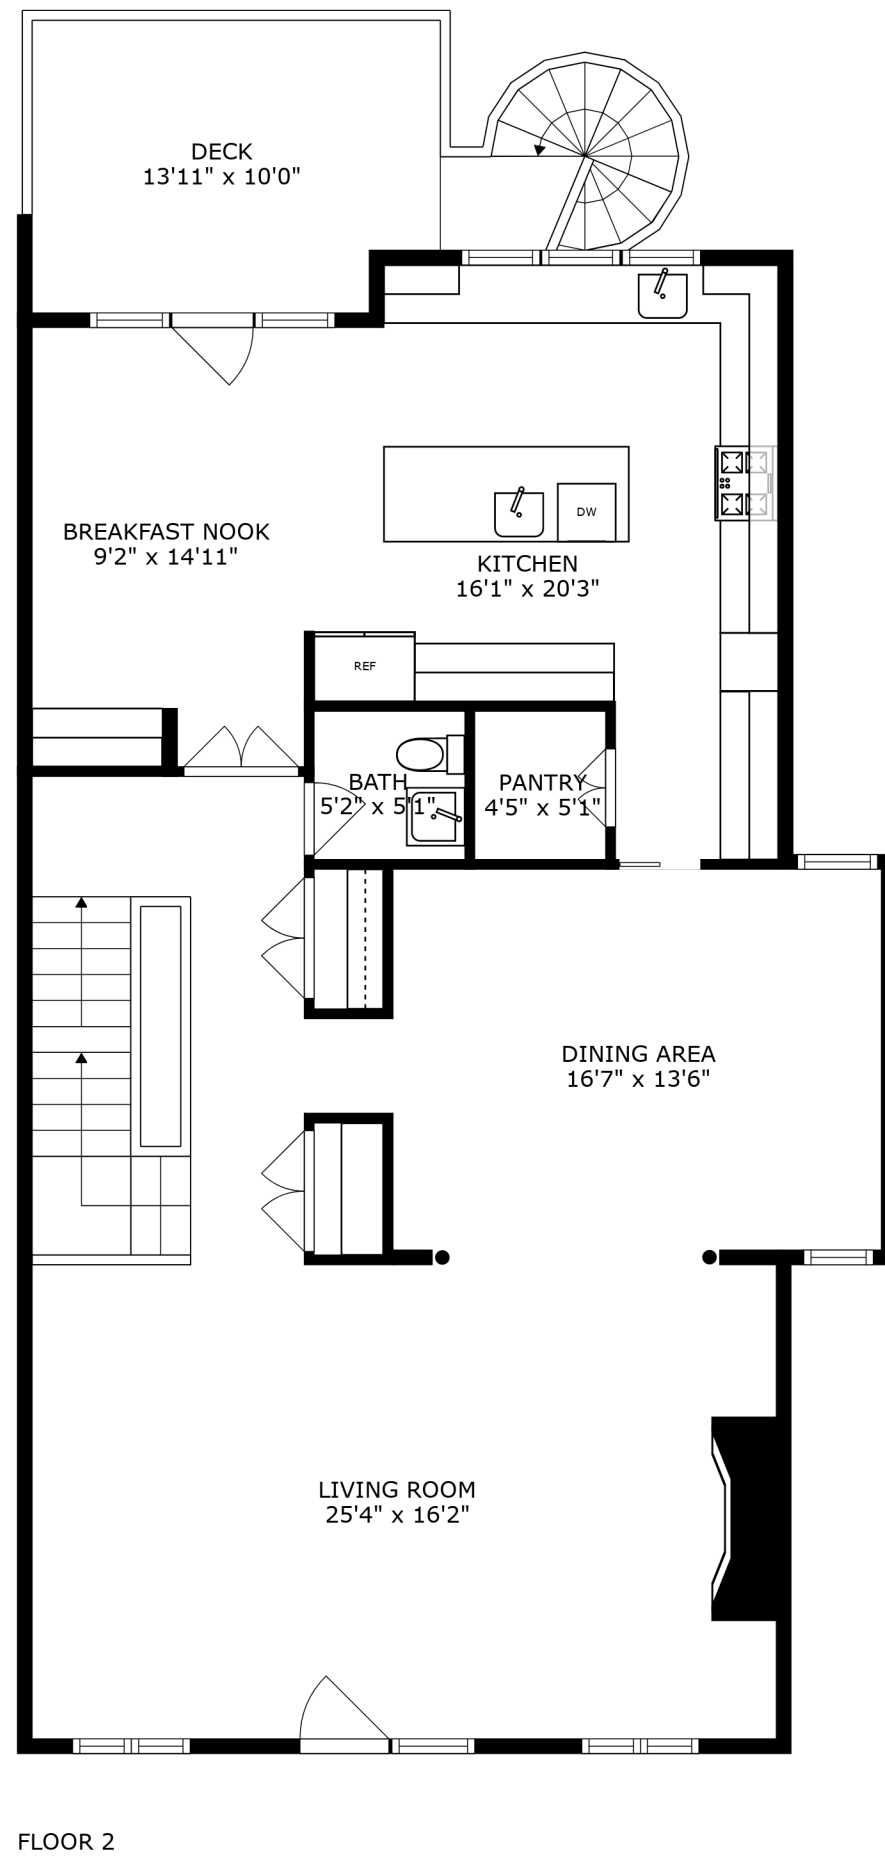 DECK
13'11" x 10'0"
BREAKFAST NOOK
9'2" x 14'11"
DW
KITCHEN
16'1" x 20'3"
REF
BATH
5'2" x 5'1"
PANTRY
4'5" x 5'1"
DINING AREA
16'7" x 13'6"
LIVING ROOM
25'4" x 16'2"
FLOOR 2